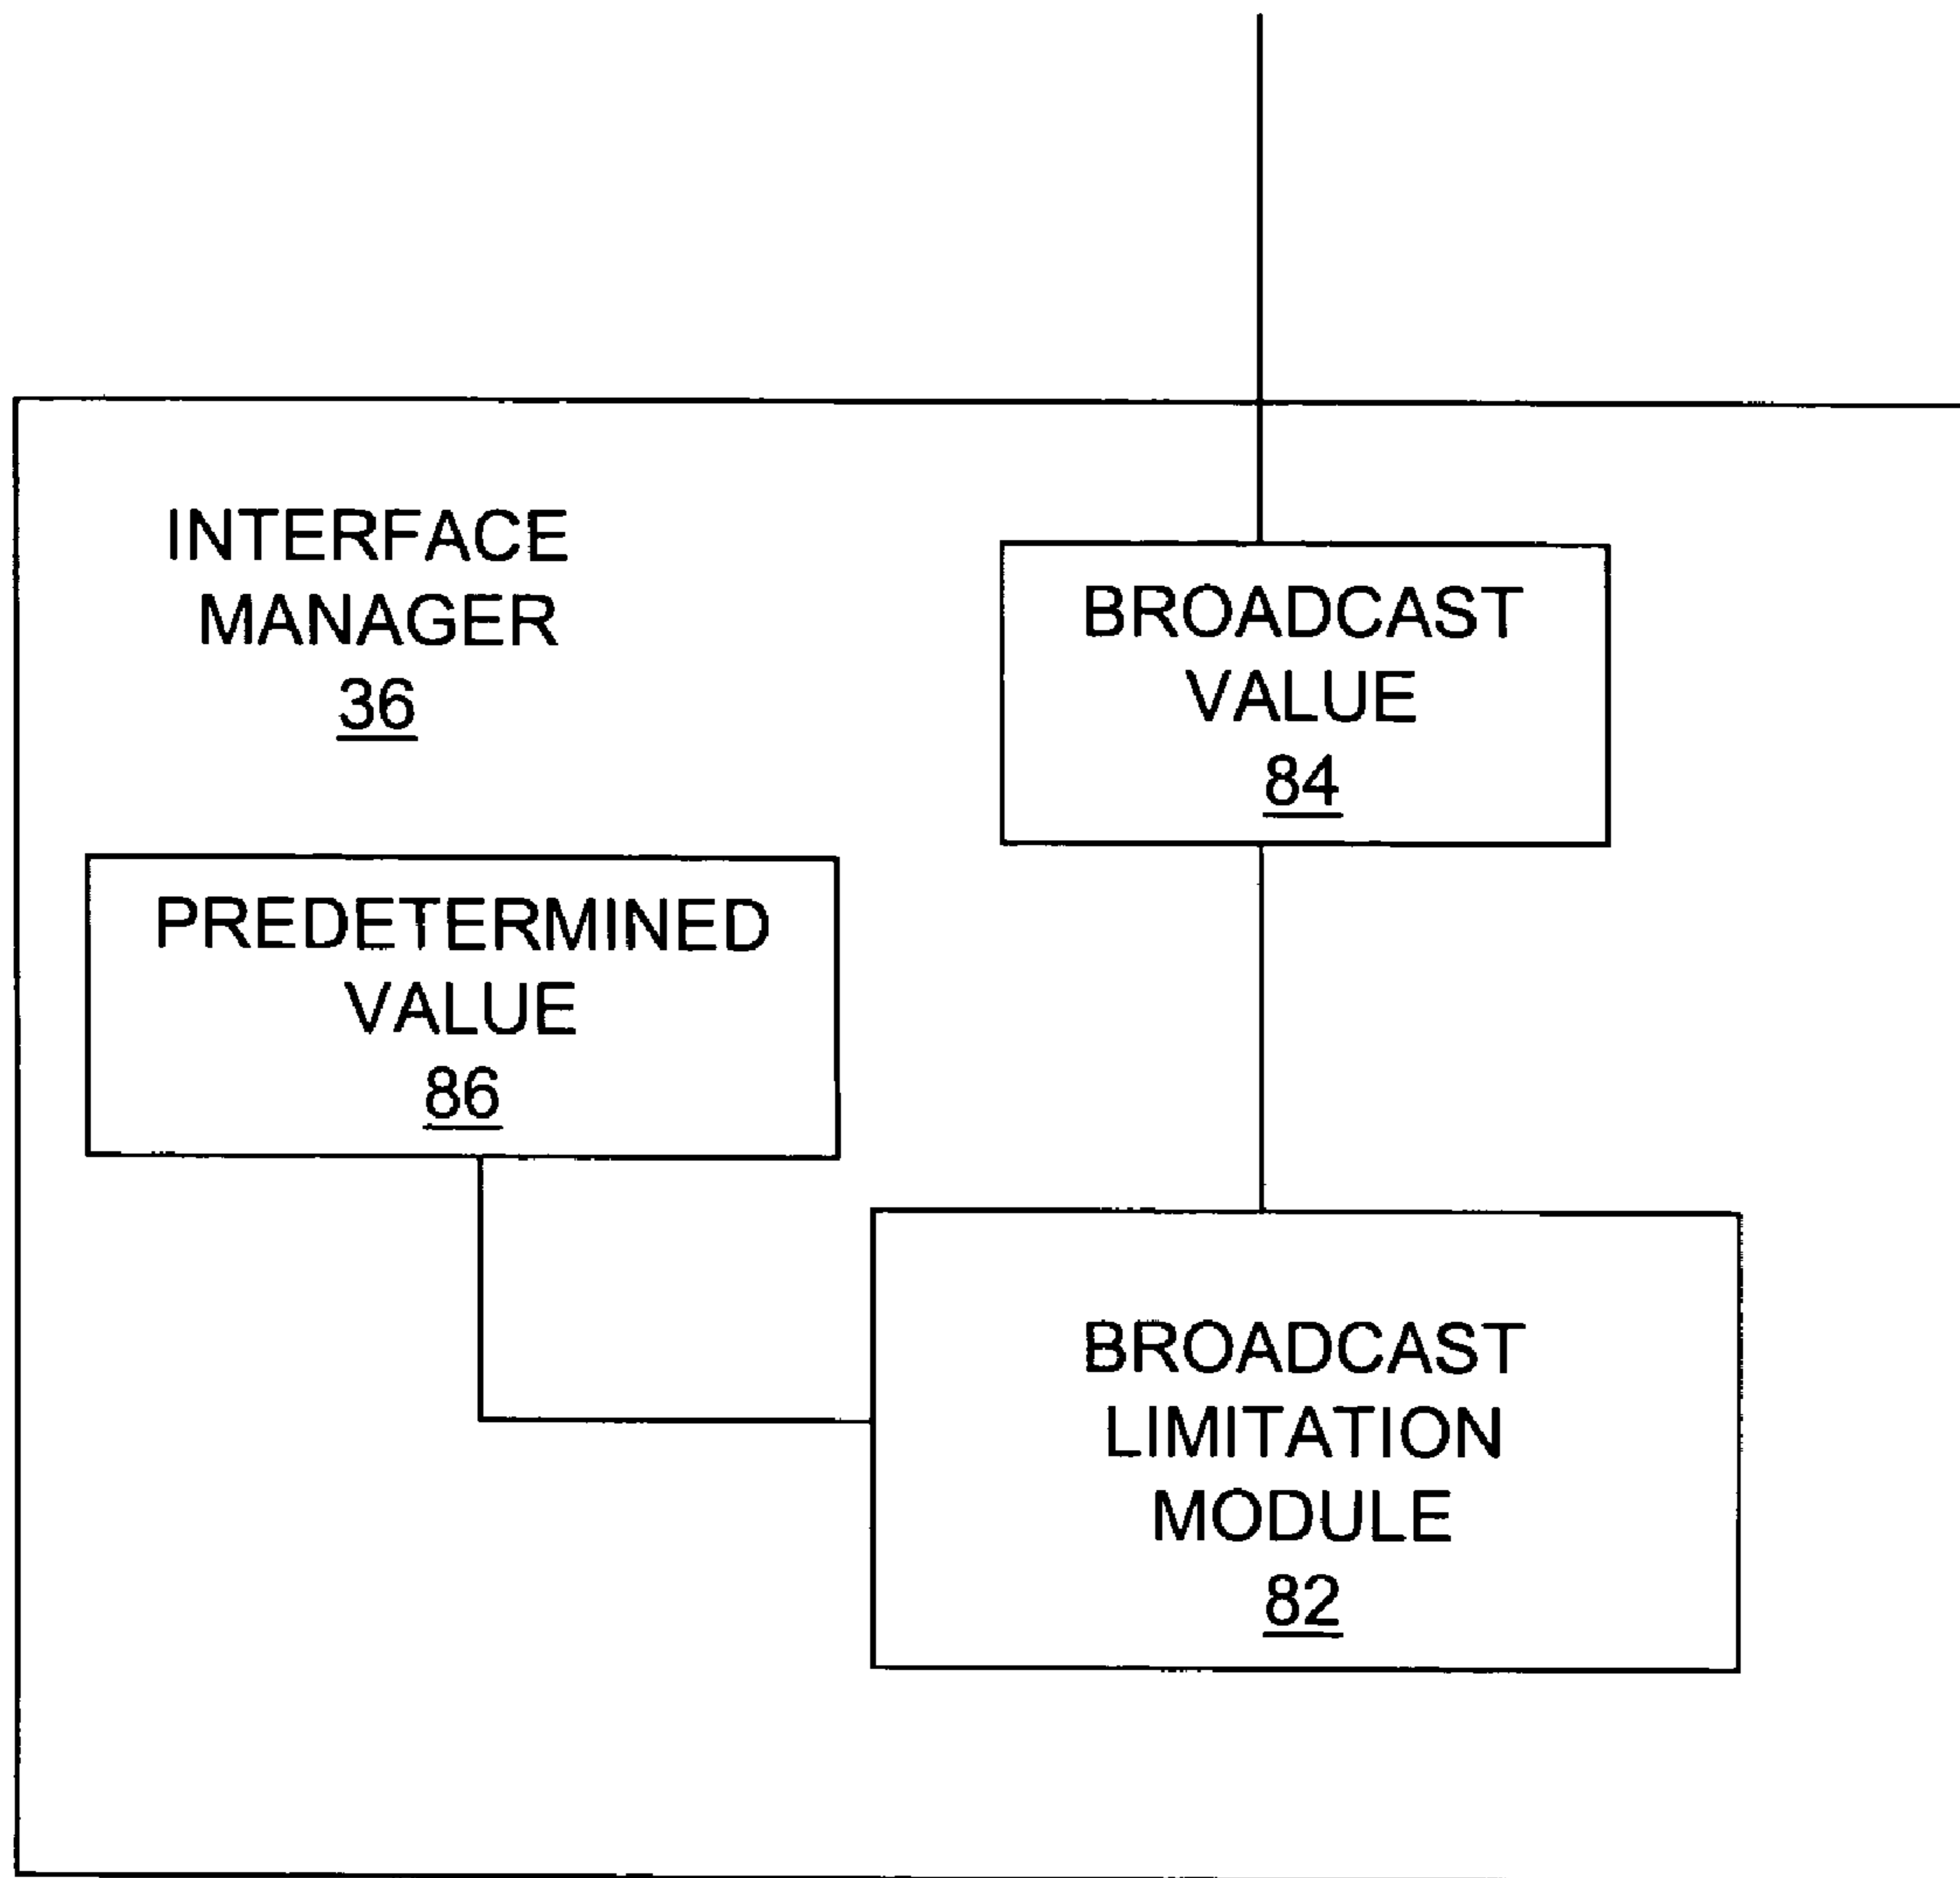 INTERFACE
MANAGER
36
BROADCAST
VALUE
84
PREDETERMINED
VALUE
86
BROADCAST
LIMITATION
MODULE
82